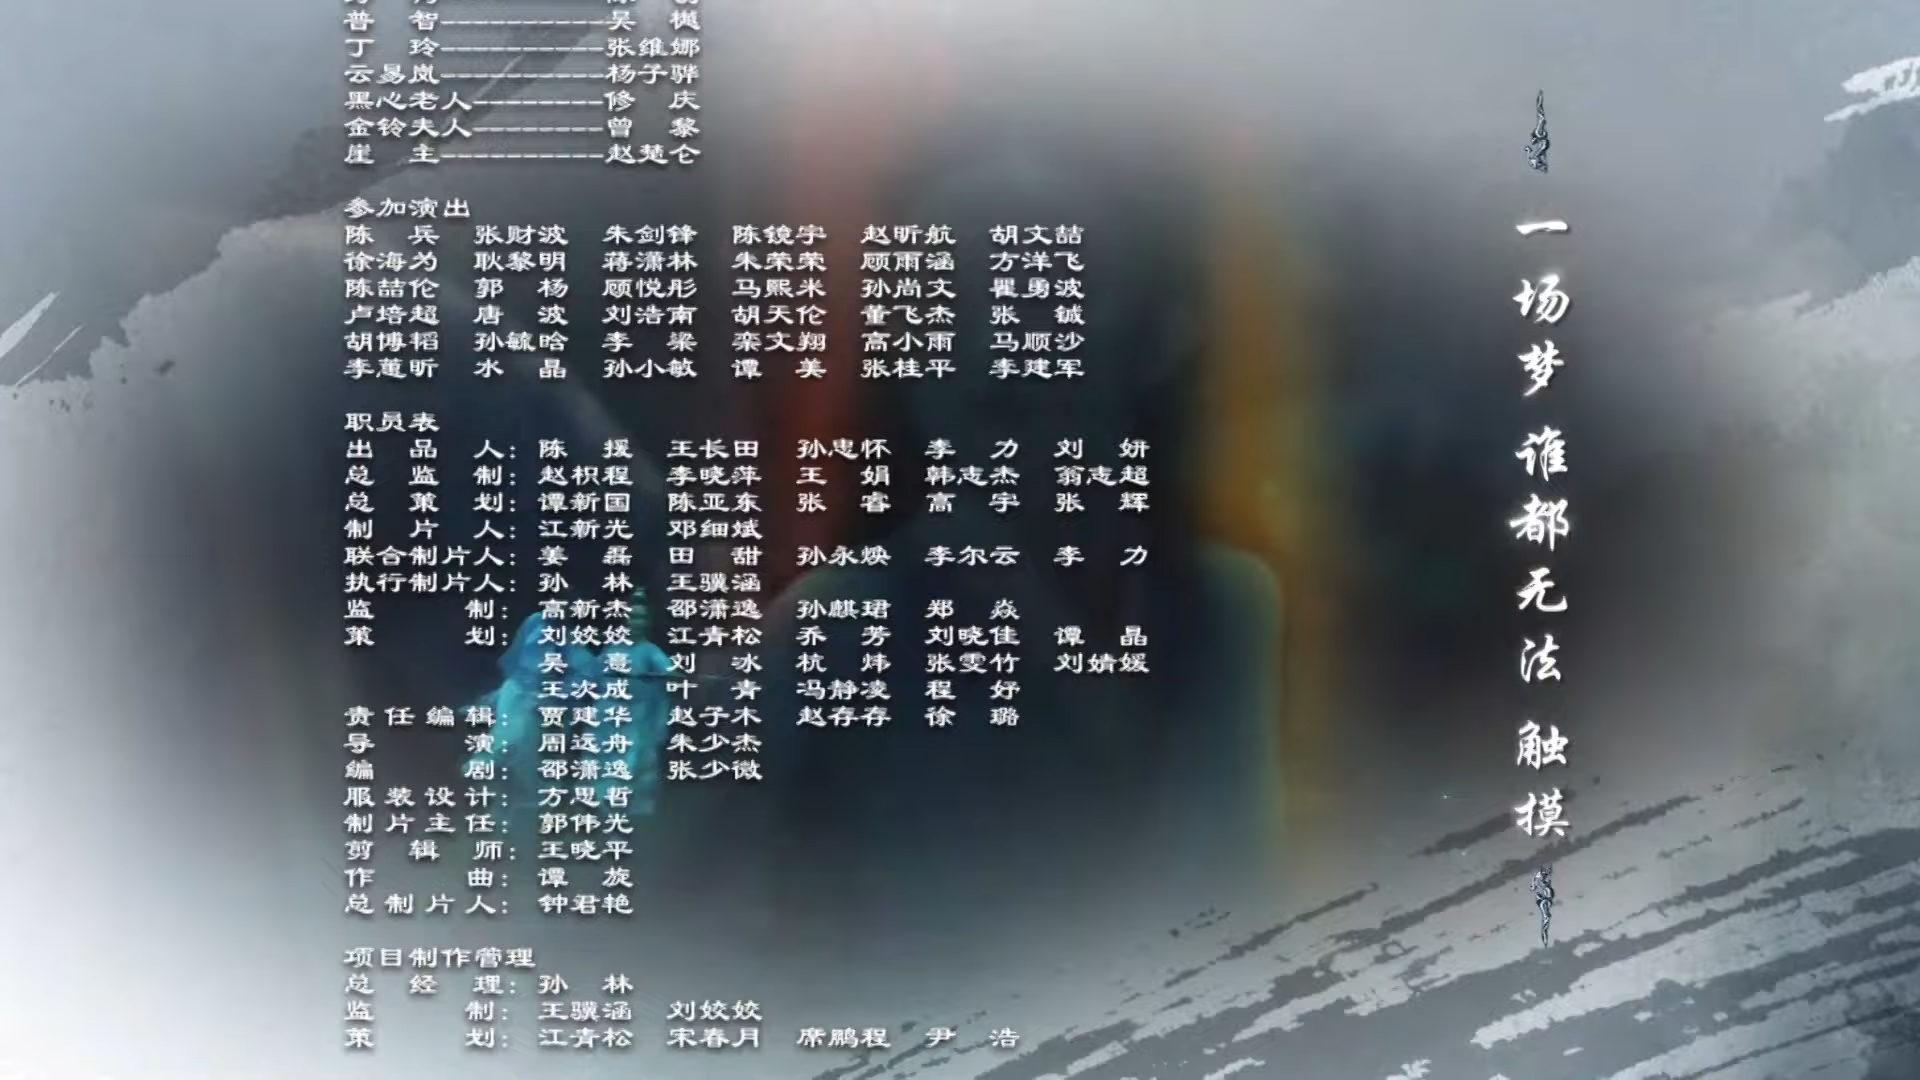 普 智----------吴 樾
丁 玲----------张维娜
云易岚----------杨子骅
黑心老人--------修 庆
金铃夫人--------曾 黎
崖 主----------赵楚仑
参加演出
陈 兵 张财波 朱剑锋 陈镜宇 赵昕航 胡文喆
徐海为 耿黎明 蒋潇林 朱荣荣 顾雨涵 方洋飞
陈喆伦 郭 杨 顾悦彤 马熙米 孙尚文 瞿勇波
卢培超 唐 波 刘浩南 胡天伦 董飞杰 张 铖
胡博韬 孙毓晗 李 梁 栾文翔 高小雨 马顺沙
李蕙昕 水 晶 孙小敏 谭 美 张桂平 李建军
职员表
出 品 人: 陈 援 王长田 孙忠怀 李 力 刘 妍
总 监 制: 赵枳程 李晓萍 王 娟 韩志杰 翁志超
总 策 划: 谭新国 陈亚东 张 睿 高 宇 张 辉
制 片 人: 江新光 邓细斌
联合制片人: 姜 磊 田 甜 孙永焕 李尔云 李 力
执行制片人: 孙 林 王骥涵
监 制: 高新杰 邵潇逸 孙麒珺 郑 焱
策 划: 刘姣姣 江青松 乔 芳 刘晓佳 谭 晶
吴 意 刘 冰 杭 炜 张雯竹 刘婧媛
王次成 叶 青 冯静凌 程 妤
责任编辑: 贾建华 赵子木 赵存存 徐 璐
导 演: 周远舟 朱少杰
编 剧: 邵潇逸 张少微
服装设计: 方思哲
制片主任: 郭伟光
剪 辑 师: 王晓平
作 曲: 谭 旋
总制片人: 钟君艳
项目制作管理
总 经 理: 孙 林
监 制: 王骥涵 刘姣姣
策 划: 江青松 宋春月 席鹏程 尹 浩
一场梦 谁都无法 触摸